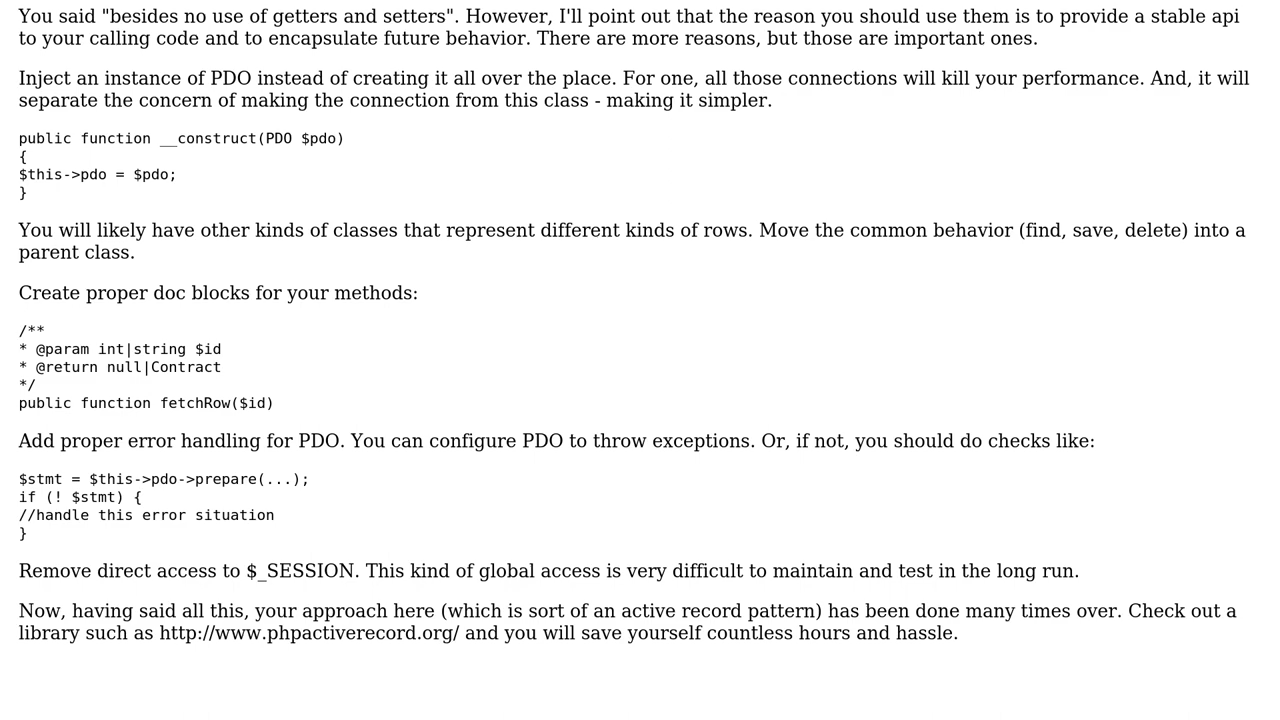 You said "besides no use of getters and setters". However, I'll point out that the reason you should use them is to provide a stable api
to your calling code and to encapsulate future behavior. There are more reasons, but those are important ones.
Inject an instance of PDO instead of creating it all over the place. For one, all those connections will kill your performance. And, it will
separate the concern of making the connection from this class - making it simpler.
public function __construct(PDO $pdo)
{
$this->pdo = $pdo;
}
You will likely have other kinds of classes that represent different kinds of rows. Move the common behavior (find, save, delete) into a
parent class.
Create proper doc blocks for your methods:
/**
* @param int|string $id
* @return null|Contract
*/
public function fetchRow($id)
Add proper error handling for PDO. You can configure PDO to throw exceptions. Or, if not, you should do checks like:
$stmt = $this->pdo->prepare(...);
if (! $stmt) {
//handle this error situation
}
Remove direct access to $_SESSION. This kind of global access is very difficult to maintain and test in the long run.
Now, having said all this, your approach here (which is sort of an active record pattern) has been done many times over. Check out a
library such as http://www.phpactiverecord.org/ and you will save yourself countless hours and hassle.